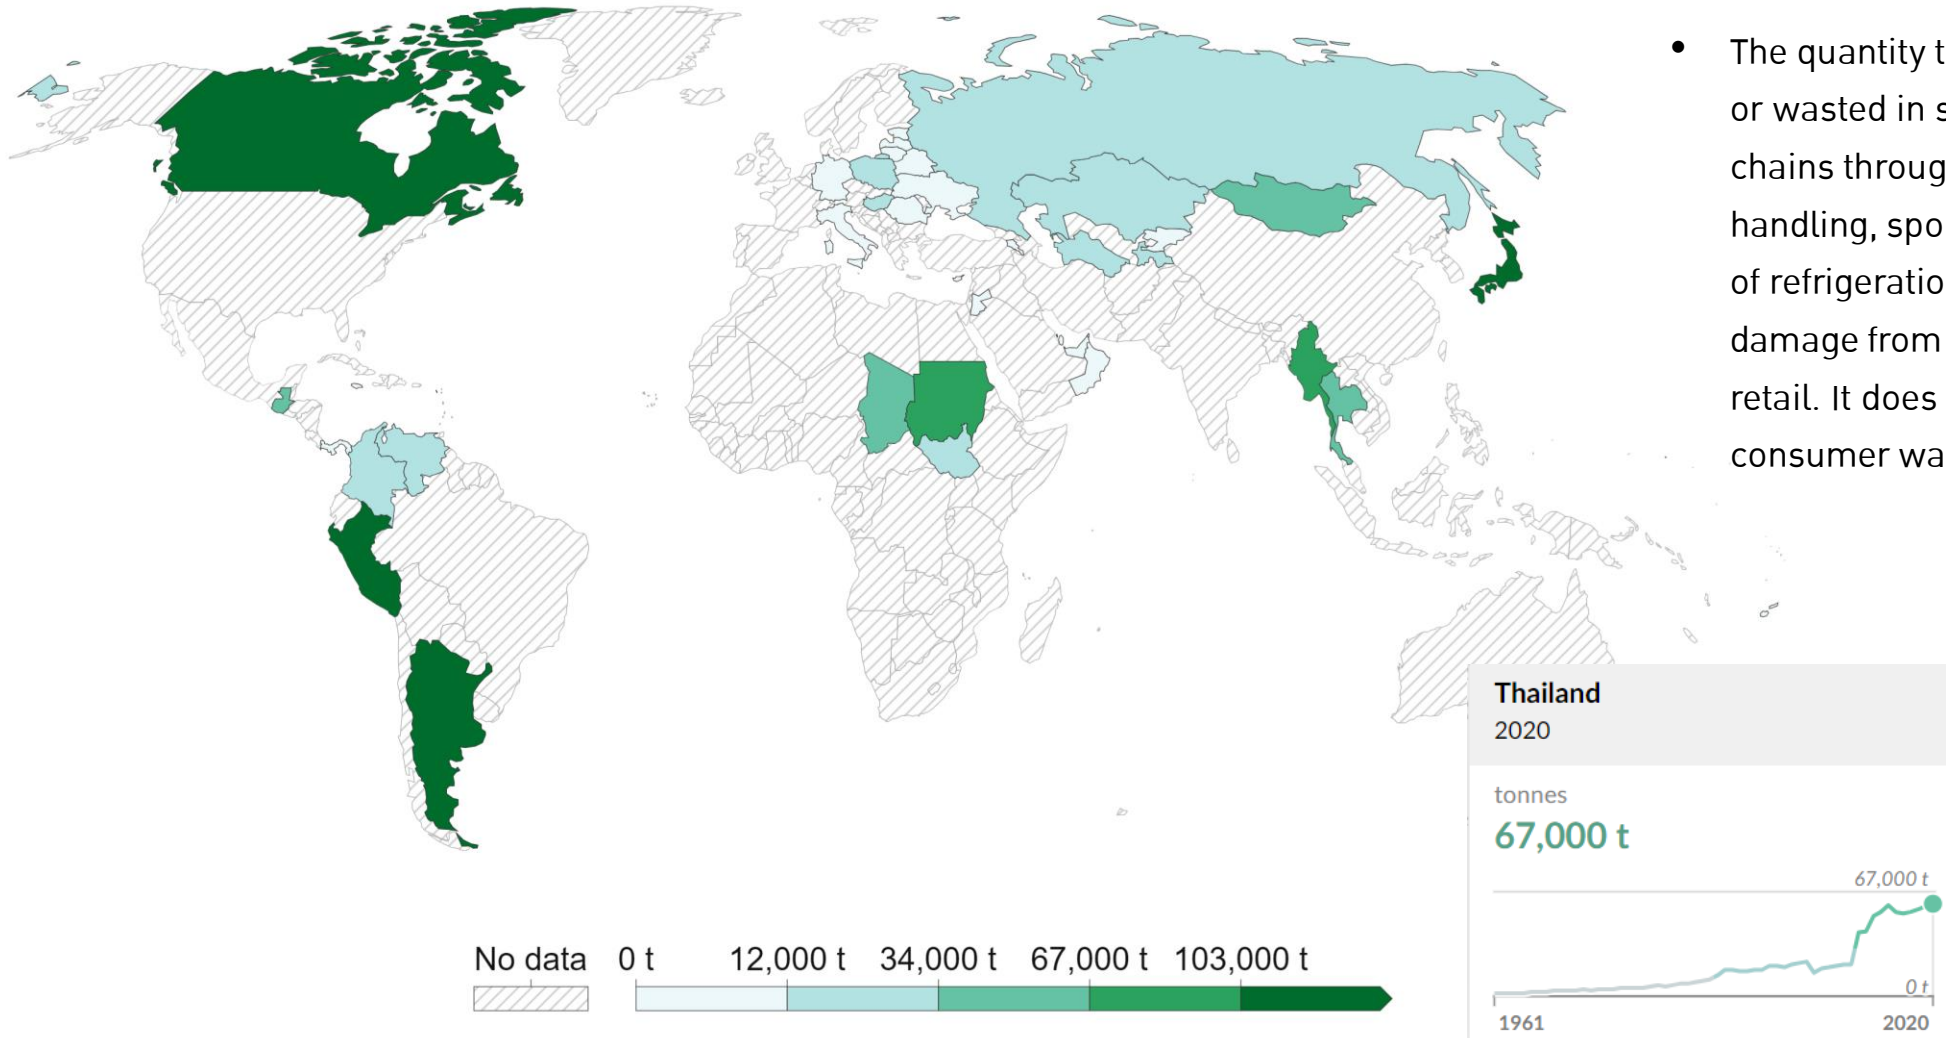 • The quantity t
or wasted in s
chains throug
handling, spo
of refrigeratio
damage from
retail. It does
consumer wa
Thailand
2020
tonnes
67,000 t
67,000 t
0 t
1961 2020
No data 0 t 12,000 t 34,000 t 67,000 t 103,000 t